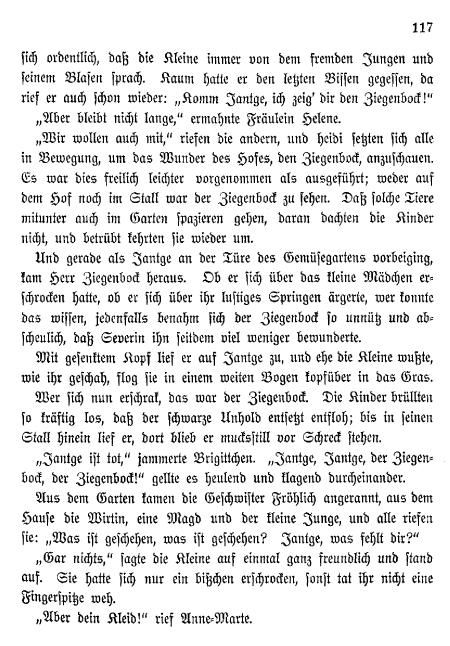 117
ſich ordentlich, daß die Kleine immer von dem fremden Jungen und
ſeinem Blaſen ſprach. Kaum hatte er den letzten Biſſen gegeſſen, da
rief er auch ſchon wieder: „Komm Jantge, ich zeig' dir den Ziegenbock!“
„Aber bleibt nicht lange,“ ermahnte Fräulein Helene.
„Wir wollen auch mit,“ riefen die andern, und heidi ſetzten ſich alle
in Bewegung, um das Wunder des Hofes, den Ziegenbock, anzuſchauen.
Es war dies freilich leichter vorgenommen als ausgeführt; weder auf
dem Hof noch im Stall war der Ziegenbock zu ſehen. Daß ſolche Tiere
mitunter auch im Garten ſpazieren gehen, daran dachten die Kinder
nicht, und betrübt kehrten ſie wieder um.
Und gerade als Jantge an der Türe des Gemüſegartens vorbeiging,
kam Herr Ziegenbock heraus. Ob er ſich über das kleine Mädchen er-
ſchrocken hatte, ob er ſich über ihr luſtiges Springen ärgerte, wer konnte
das wiſſen, jedenfalls benahm ſich der Ziegenbock ſo unnütz und ab-
ſcheulich, daß Severin ihn ſeitdem viel weniger bewunderte.
Mit geſenktem Kopf lief er auf Jantge zu, und ehe die Kleine wußte,
wie ihr geſchah, flog ſie in einem weiten Bogen kopfüber in das Gras.
Wer ſich nun erſchrak, das war der Ziegenbock. Die Kinder brüllten
ſo kräftig los, daß der ſchwarze Unhold entſetzt entfloh; bis in ſeinen
Stall hinein lief er, dort blieb er muckstill vor Schreck ſtehen.
„Jantge iſt tot,“ jammerte Brigittchen. „Jantge, Jantge, der Ziegen-
bock, der Ziegenbock!“ gellte es heulend und klagend durcheinander.
Aus dem Garten kamen die Geſchwiſter Fröhlich angerannt, aus dem
Hauſe die Wirtin, eine Magd und der kleine Junge, und alle riefen
ſie: „Was iſt geſchehen, was iſt geſchehen? Jantge, was fehlt dir?“
„Gar nichts,“ ſagte die Kleine auf einmal ganz freundlich und ſtand
auf. Sie hatte ſich nur ein bißchen erſchrocken, ſonſt tat ihr nicht eine
Fingerſpitze weh.
„Aber dein Kleid!“ rief Anne-Marte.